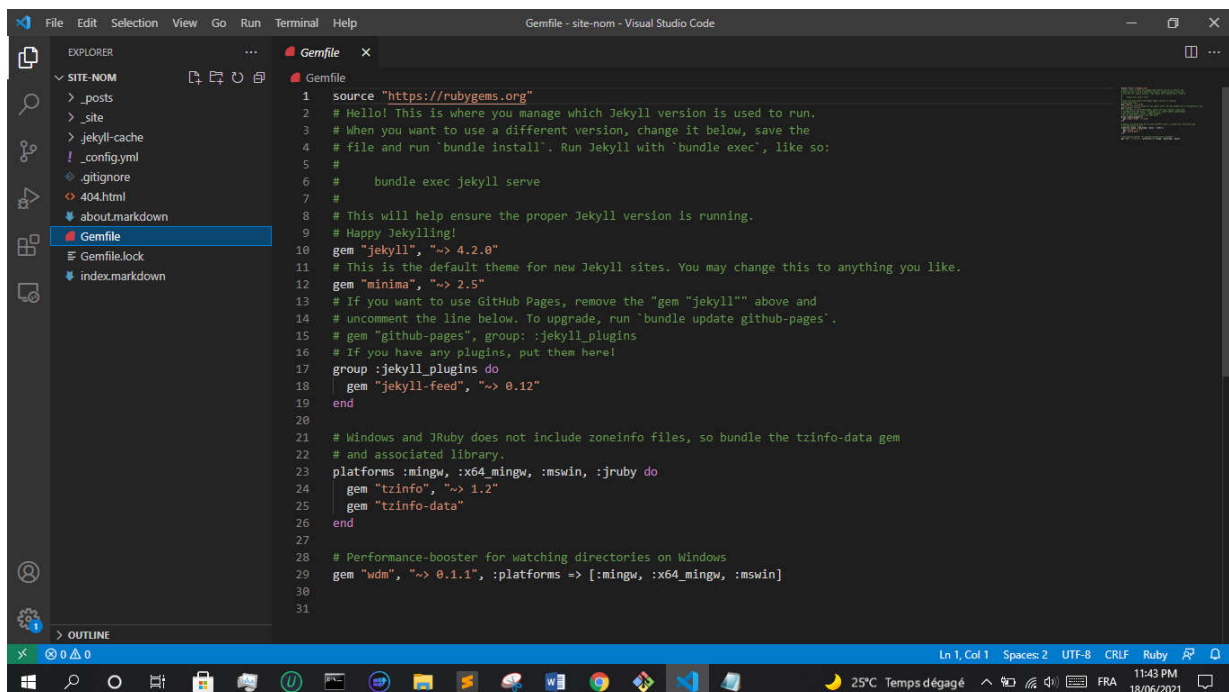 File Edit Selection View Go Run Terminal Help Gemfile - site-nom - Visual Studio Code
EXPLORER
SITE-NOM
_posts
_site
.jekyll-cache
_config.yml
.gitignore
404.html
about.markdown
Gemfile
Gemfile.lock
index.markdown
OUTLINE
Gemfile
Gemfile
1 source "https://rubygems.org"
2 # Hello! This is where you manage which Jekyll version is used to run.
3 # When you want to use a different version, change it below, save the
4 # file and run `bundle install`. Run Jekyll with `bundle exec`, like so:
5 #
6 #     bundle exec jekyll serve
7 #
8 # This will help ensure the proper Jekyll version is running.
9 # Happy Jekylling!
10 gem "jekyll", "~> 4.2.0"
11 # This is the default theme for new Jekyll sites. You may change this to anything you like.
12 gem "minima", "~> 2.5"
13 # If you want to use GitHub Pages, remove the "gem "jekyll"" above and
14 # uncomment the line below. To upgrade, run `bundle update github-pages`.
15 # gem "github-pages", group: :jekyll_plugins
16 # If you have any plugins, put them here!
17 group :jekyll_plugins do
18   gem "jekyll-feed", "~> 0.12"
19 end
20
21 # Windows and JRuby does not include zoneinfo files, so bundle the tzinfo-data gem
22 # and associated library.
23 platforms :mingw, :x64_mingw, :mswin, :jruby do
24   gem "tzinfo", "~> 1.2"
25   gem "tzinfo-data"
26 end
27
28 # Performance-booster for watching directories on Windows
29 gem "wdm", "~> 0.1.1", :platforms => [:mingw, :x64_mingw, :mswin]
30
31
1
0 0 Ln 1, Col 1 Spaces: 2 UTF-8 CRLF Ruby
25°C Temps dégagé FRA 11:43 PM
18/06/2021